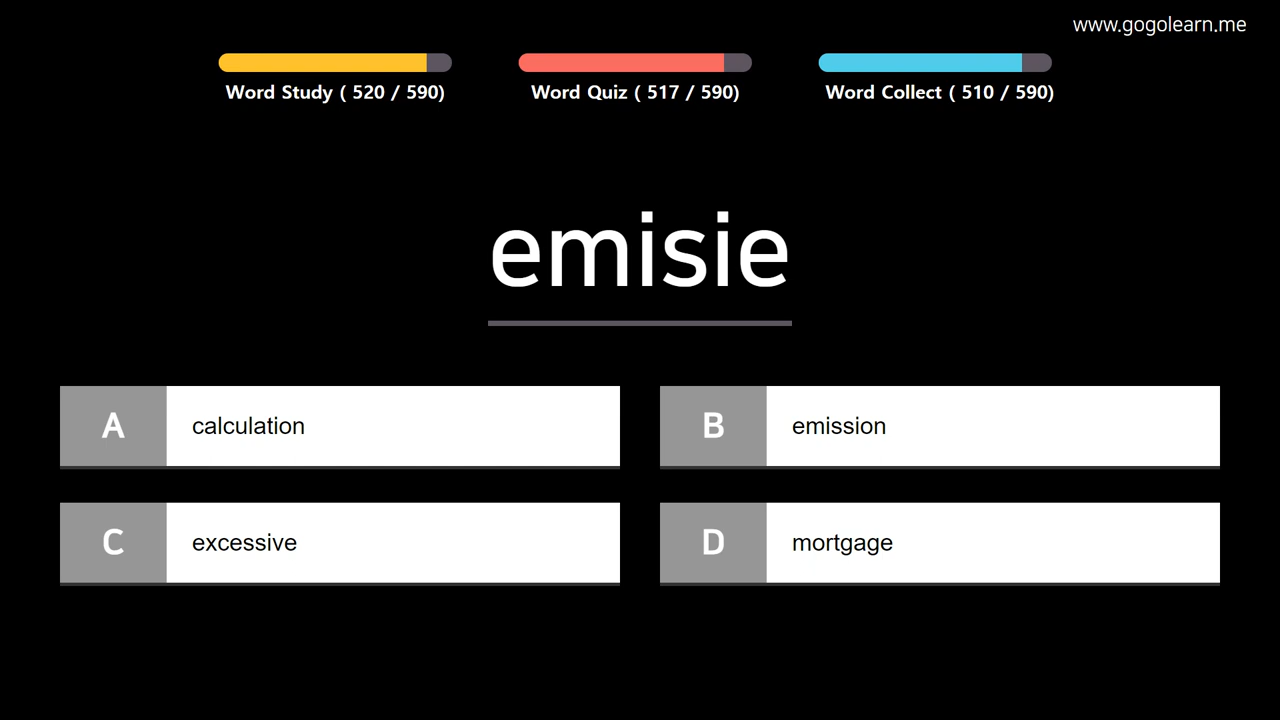 www.gogolearn.me
Word Study ( 520 / 590)
Word Quiz ( 517 / 590)
Word Collect ( 510 / 590)
emisie
A calculation
B emission
C excessive
D mortgage